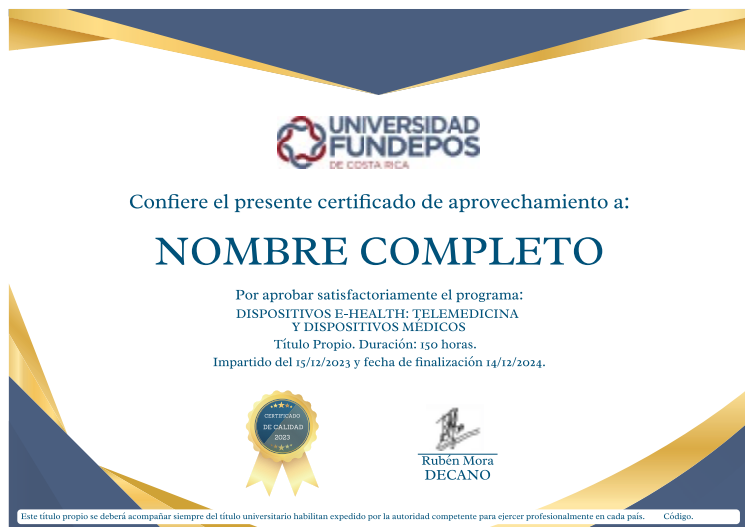 UNIVERSIDAD
FUNDEPOS
DE COSTA RICA
Confiere el presente certificado de aprovechamiento a:
NOMBRE COMPLETO
Por aprobar satisfactoriamente el programa:
DISPOSITIVOS E-HEALTH: TELEMEDICINA
Y DISPOSITIVOS MÉDICOS
Título Propio. Duración: 150 horas.
Impartido del 15/12/2023 y fecha de finalización 14/12/2024.
CERTIFICADO
DE CALIDAD
2023
Rubén Mora
DECANO
Este título propio se deberá acompañar siempre del título universitario habilitan expedido por la autoridad competente para ejercer profesionalmente en cada país. Código.